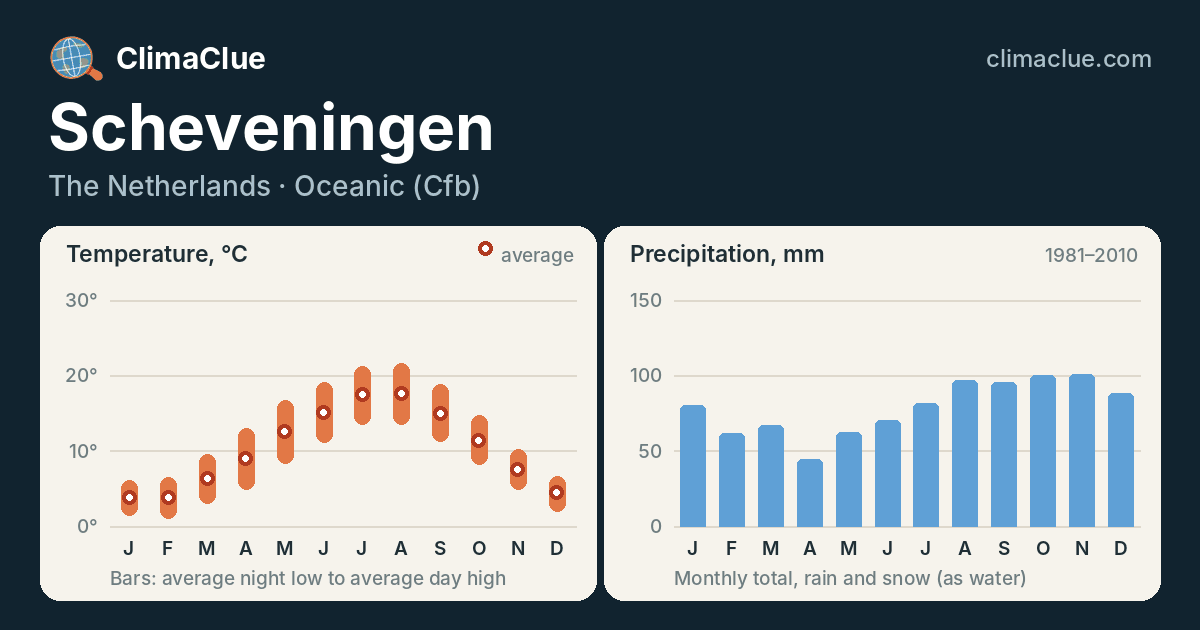 ClimaClue
climaclue.com
Scheveningen
The Netherlands · Oceanic (Cfb)
Temperature, °C
average
30°
20°
10°
0°
J F M A M J J A S O N D
Bars: average night low to average day high
Precipitation, mm
1981–2010
150
100
50
0
J F M A M J J A S O N D
Monthly total, rain and snow (as water)